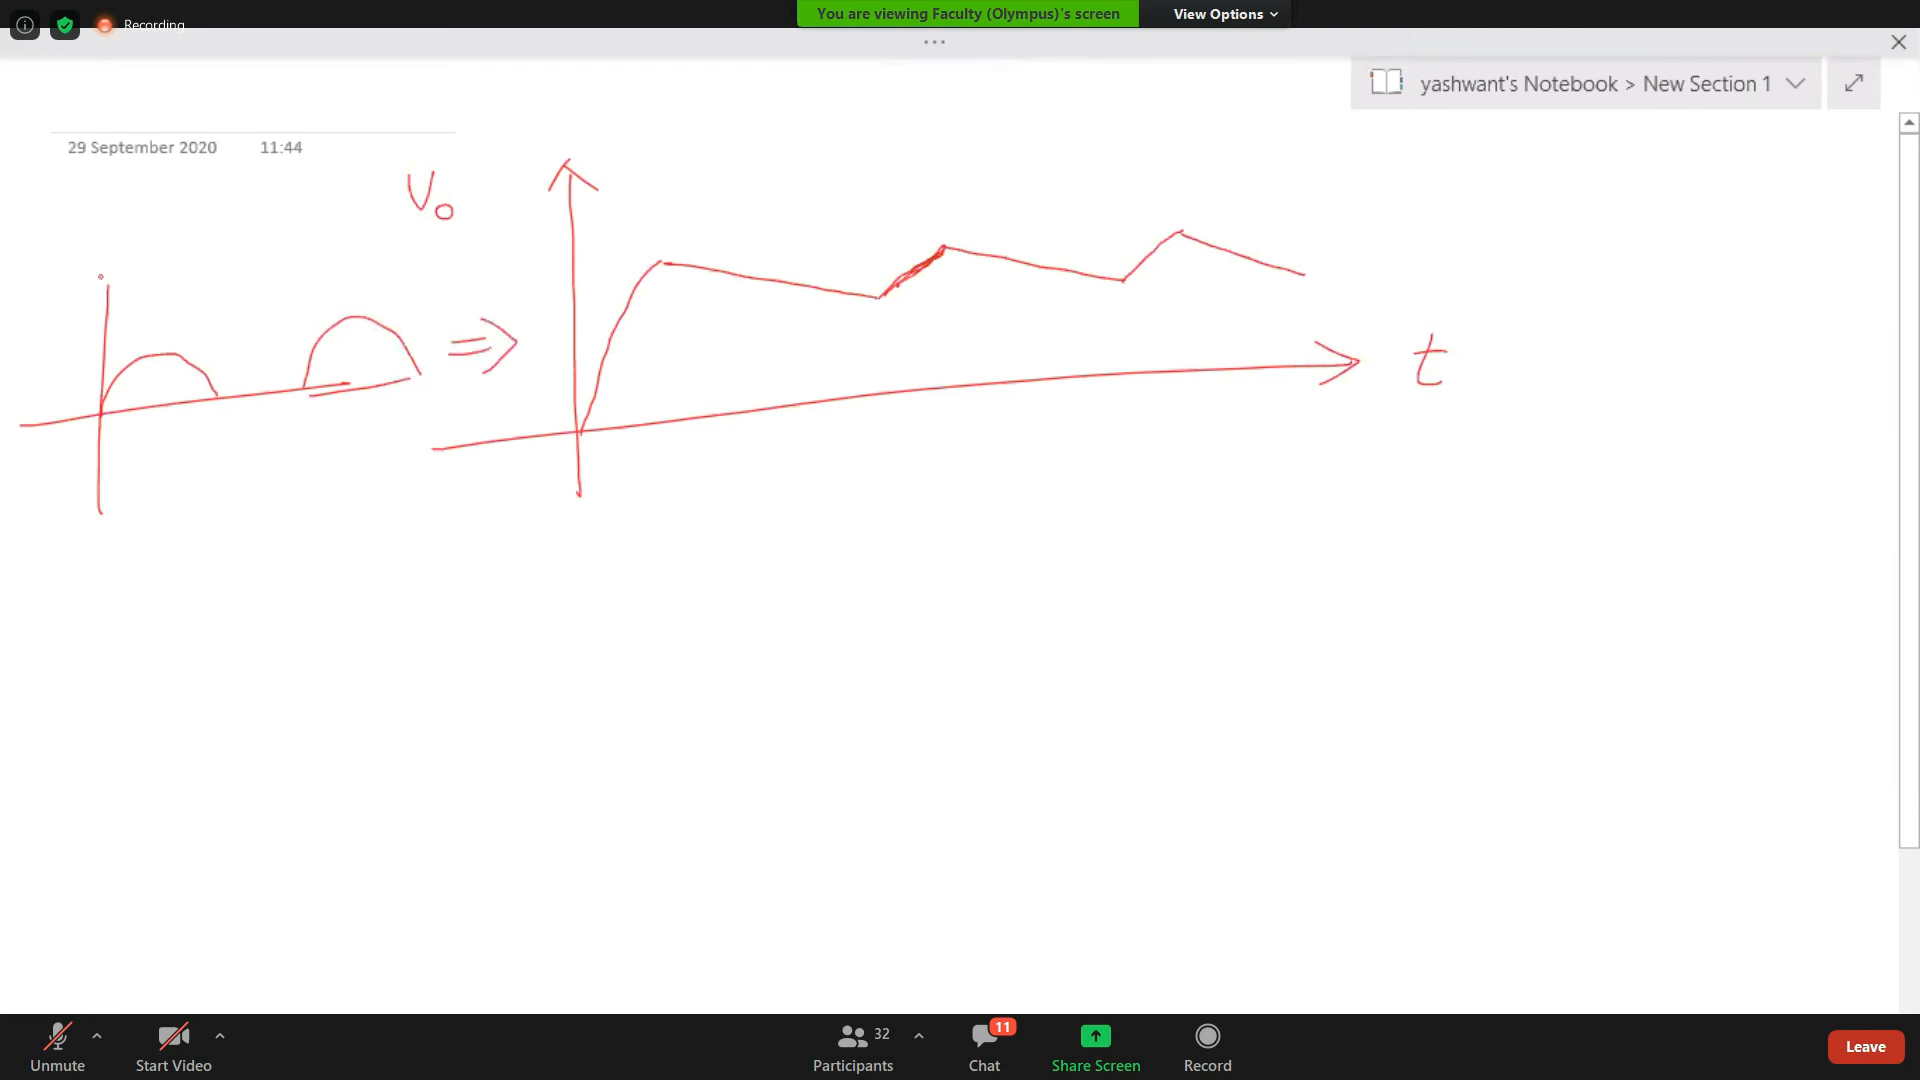 Recording
You are viewing Faculty (Olympus)'s screen
View Options
yashwant's Notebook > New Section 1
29 September 2020 11:44
V₀
t
Unmute
Start Video
32
Participants
11
Chat
Share Screen
Record
Leave